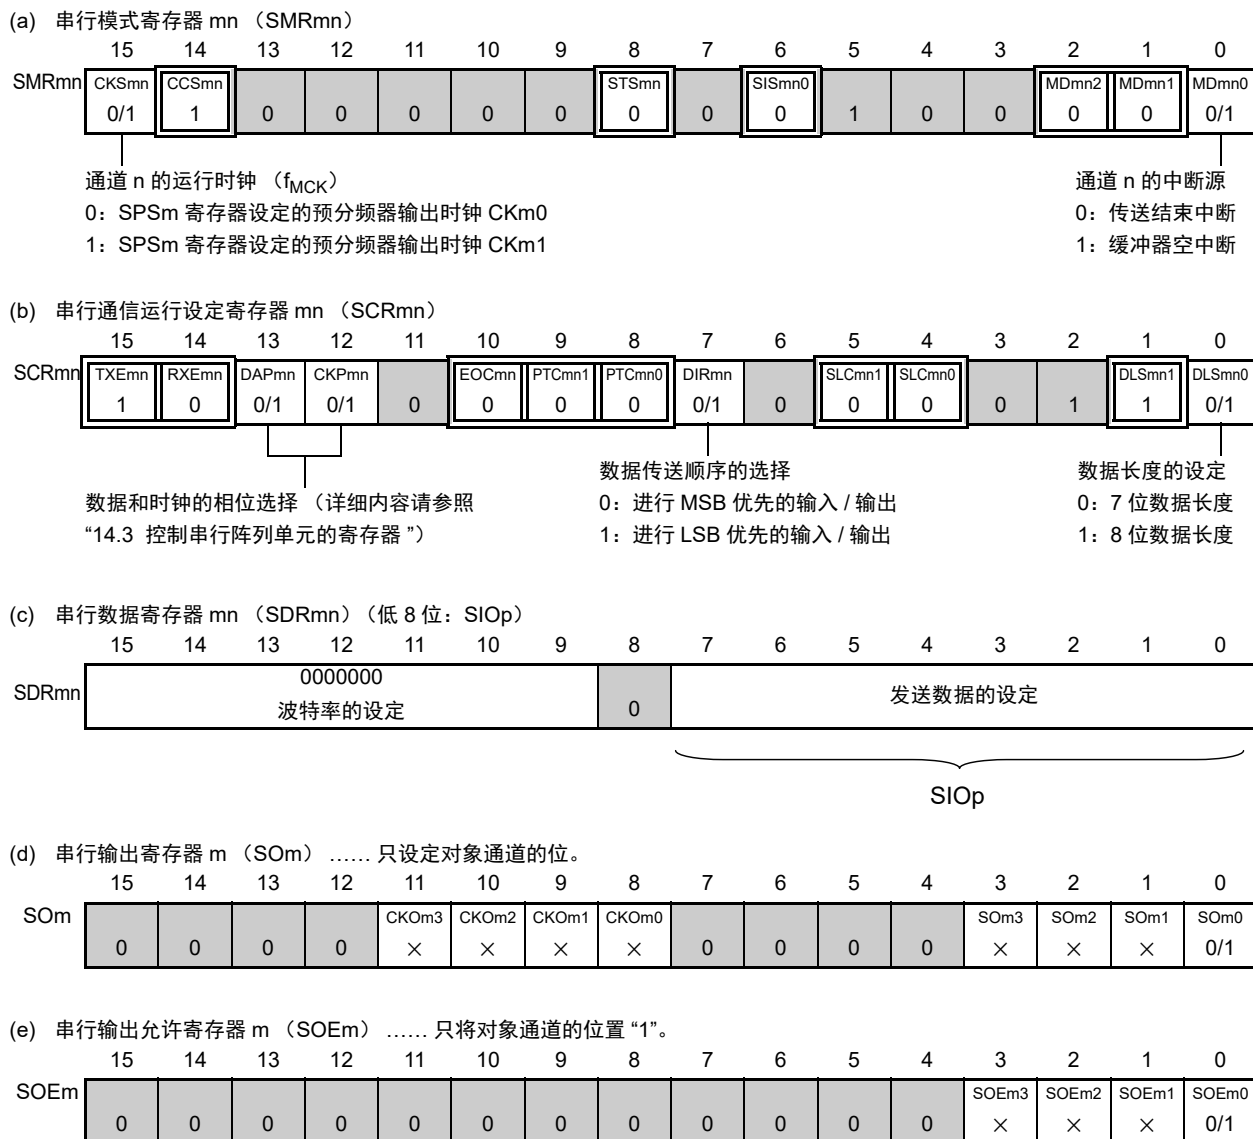 (a) 串行模式寄存器 mn （SMRmn）
15 14 13 12 11 10 9 8 7 6 5 4 3 2 1 0
SMRmn CKSmn CCSmn STSmn SISmn0 MDmn2 MDmn1 MDmn0
0/1 1 0 0 0 0 0 0 0 0 1 0 0 0 0 0/1
通道 n 的运行时钟 （fMCK） 通道 n 的中断源
0：SPSm 寄存器设定的预分频器输出时钟 CKm0 0：传送结束中断
1：SPSm 寄存器设定的预分频器输出时钟 CKm1 1：缓冲器空中断
(b) 串行通信运行设定寄存器 mn （SCRmn）
15 14 13 12 11 10 9 8 7 6 5 4 3 2 1 0
SCRmn TXEmn RXEmn DAPmn CKPmn EOCmn PTCmn1 PTCmn0 DIRmn SLCmn1 SLCmn0 DLSmn1 DLSmn0
1 0 0/1 0/1 0 0 0 0 0/1 0 0 0 0 1 1 0/1
数据传送顺序的选择 数据长度的设定
数据和时钟的相位选择 （详细内容请参照 0：进行 MSB 优先的输入 / 输出 0：7 位数据长度
“14.3 控制串行阵列单元的寄存器 ”） 1：进行 LSB 优先的输入 / 输出 1：8 位数据长度
(c) 串行数据寄存器 mn （SDRmn）（低 8 位：SIOp）
15 14 13 12 11 10 9 8 7 6 5 4 3 2 1 0
SDRmn 0000000
波特率的设定 0 发送数据的设定
SIOp
(d) 串行输出寄存器 m （SOm） …… 只设定对象通道的位。
15 14 13 12 11 10 9 8 7 6 5 4 3 2 1 0
SOm CKOm3 CKOm2 CKOm1 CKOm0 SOm3 SOm2 SOm1 SOm0
0 0 0 0 × × × × 0 0 0 0 × × × 0/1
(e) 串行输出允许寄存器 m （SOEm） …… 只将对象通道的位置 “1”。
15 14 13 12 11 10 9 8 7 6 5 4 3 2 1 0
SOEm SOEm3 SOEm2 SOEm1 SOEm0
0 0 0 0 0 0 0 0 0 0 0 0 × × × 0/1